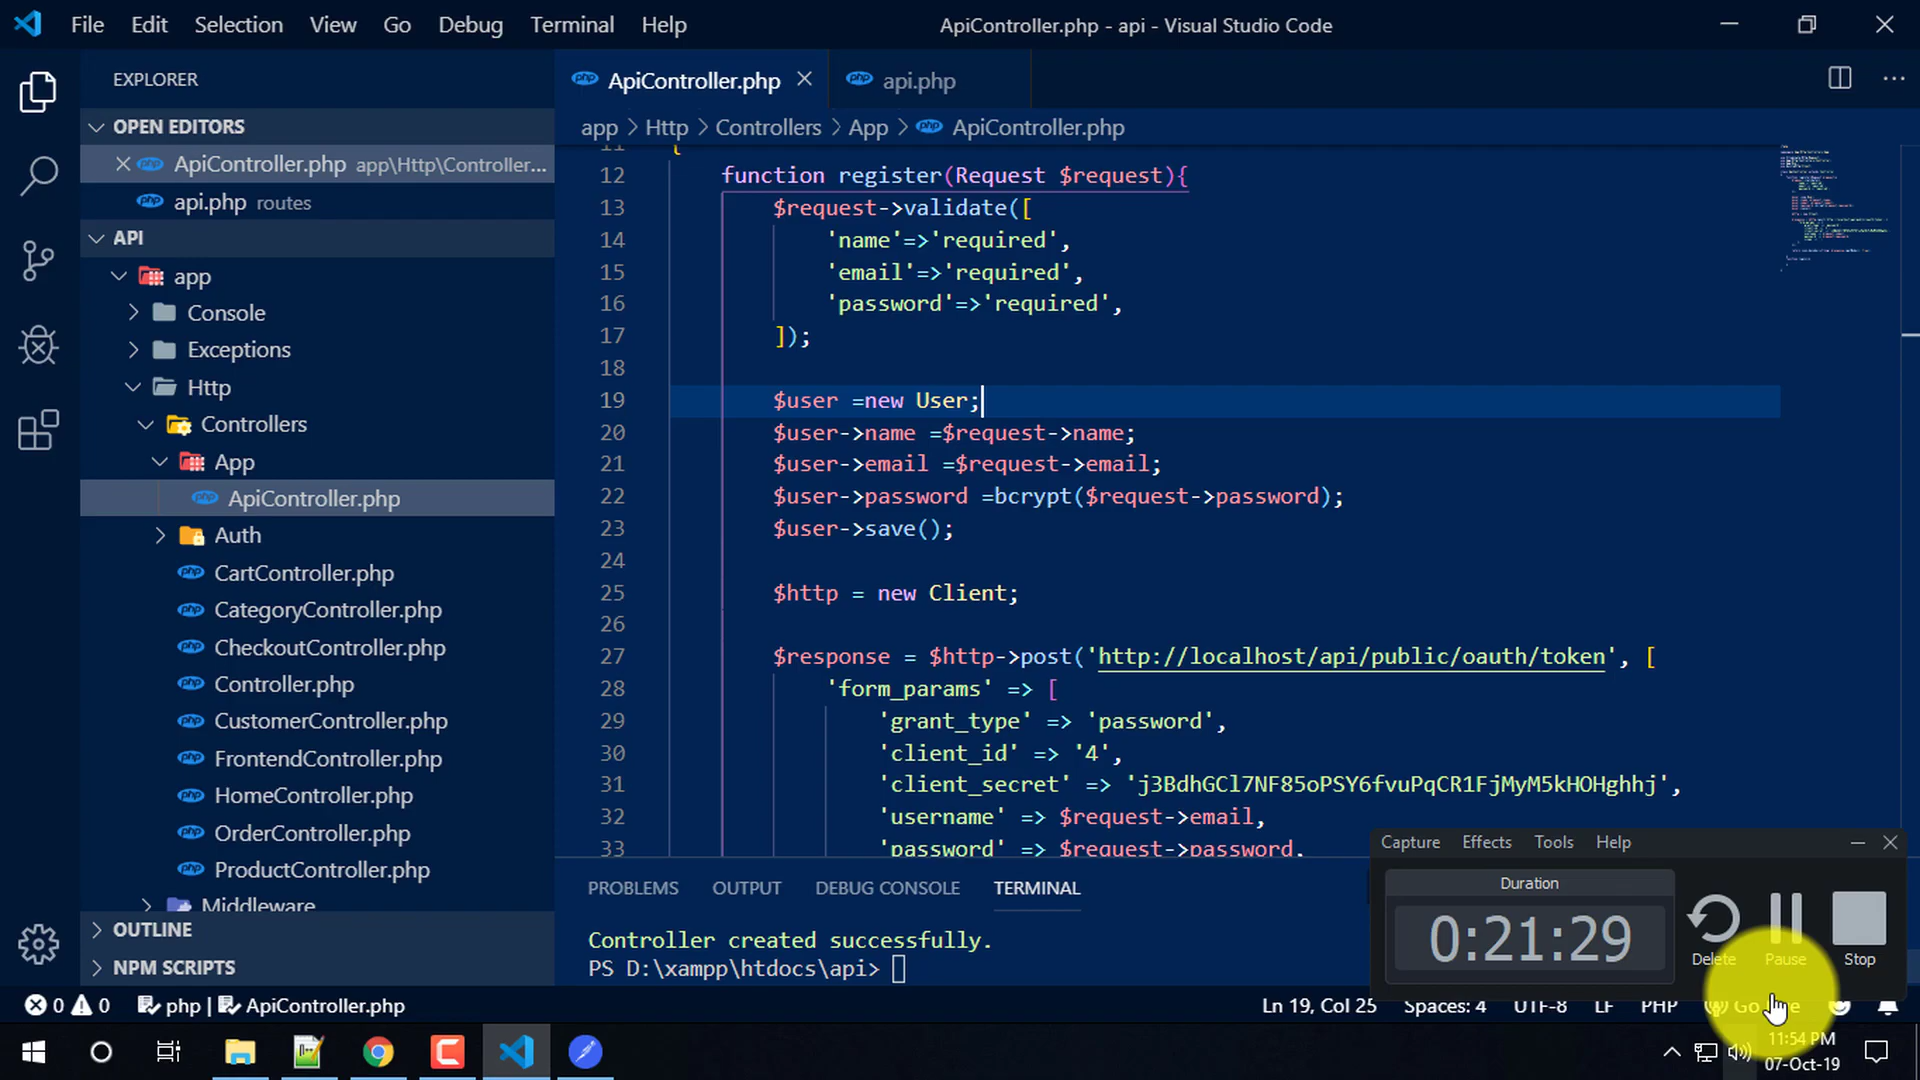 File Edit Selection View Go Debug Terminal Help
ApiController.php - api - Visual Studio Code
EXPLORER
OPEN EDITORS
ApiController.php app\Http\Controller...
api.php routes
API
app
Console
Exceptions
Http
Controllers
App
ApiController.php
Auth
CartController.php
CategoryController.php
CheckoutController.php
Controller.php
CustomerController.php
FrontendController.php
HomeController.php
OrderController.php
ProductController.php
Middleware
OUTLINE
NPM SCRIPTS
ApiController.php
api.php
app > Http > Controllers > App > ApiController.php
11 {
12 function register(Request $request){
13 $request->validate([
14 'name'=>'required',
15 'email'=>'required',
16 'password'=>'required',
17 ]);
18
19 $user =new User;
20 $user->name =$request->name;
21 $user->email =$request->email;
22 $user->password =bcrypt($request->password);
23 $user->save();
24
25 $http = new Client;
26
27 $response = $http->post('http://localhost/api/public/oauth/token', [
28 'form_params' => [
29 'grant_type' => 'password',
30 'client_id' => '4',
31 'client_secret' => 'j3BdhGCl7NF85oPSY6fvuPqCR1FjMyM5kHOHghhj',
32 'username' => $request->email,
33 'password' => $request->password,
PROBLEMS OUTPUT DEBUG CONSOLE TERMINAL
Controller created successfully.
PS D:\xampp\htdocs\api>
Capture Effects Tools Help
Duration
0:21:29
Delete Pause Stop
0 0 php | ApiController.php
Ln 19, Col 25 Spaces: 4 UTF-8 LF PHP Go
11:54 PM
07-Oct-19